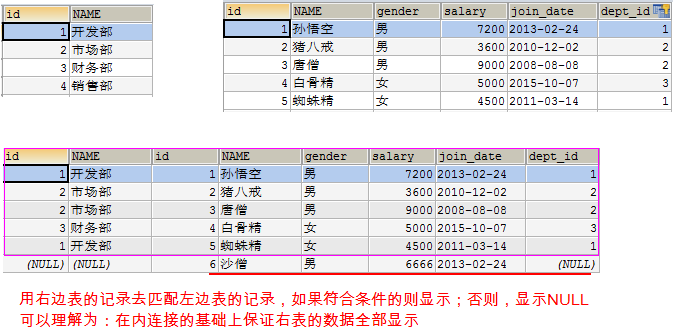 id NAME
1 开发部
2 市场部
3 财务部
4 销售部
id NAME gender salary join_date dept_id
1 孙悟空 男 7200 2013-02-24 1
2 猪八戒 男 3600 2010-12-02 2
3 唐僧 男 9000 2008-08-08 2
4 白骨精 女 5000 2015-10-07 3
5 蜘蛛精 女 4500 2011-03-14 1
id NAME id NAME gender salary join_date dept_id
1 开发部 1 孙悟空 男 7200 2013-02-24 1
2 市场部 2 猪八戒 男 3600 2010-12-02 2
2 市场部 3 唐僧 男 9000 2008-08-08 2
3 财务部 4 白骨精 女 5000 2015-10-07 3
1 开发部 5 蜘蛛精 女 4500 2011-03-14 1
(NULL) (NULL) 6 沙僧 男 6666 2013-02-24 (NULL)
用右边表的记录去匹配左边表的记录，如果符合条件的则显示；否则，显示NULL
可以理解为：在内连接的基础上保证右表的数据全部显示